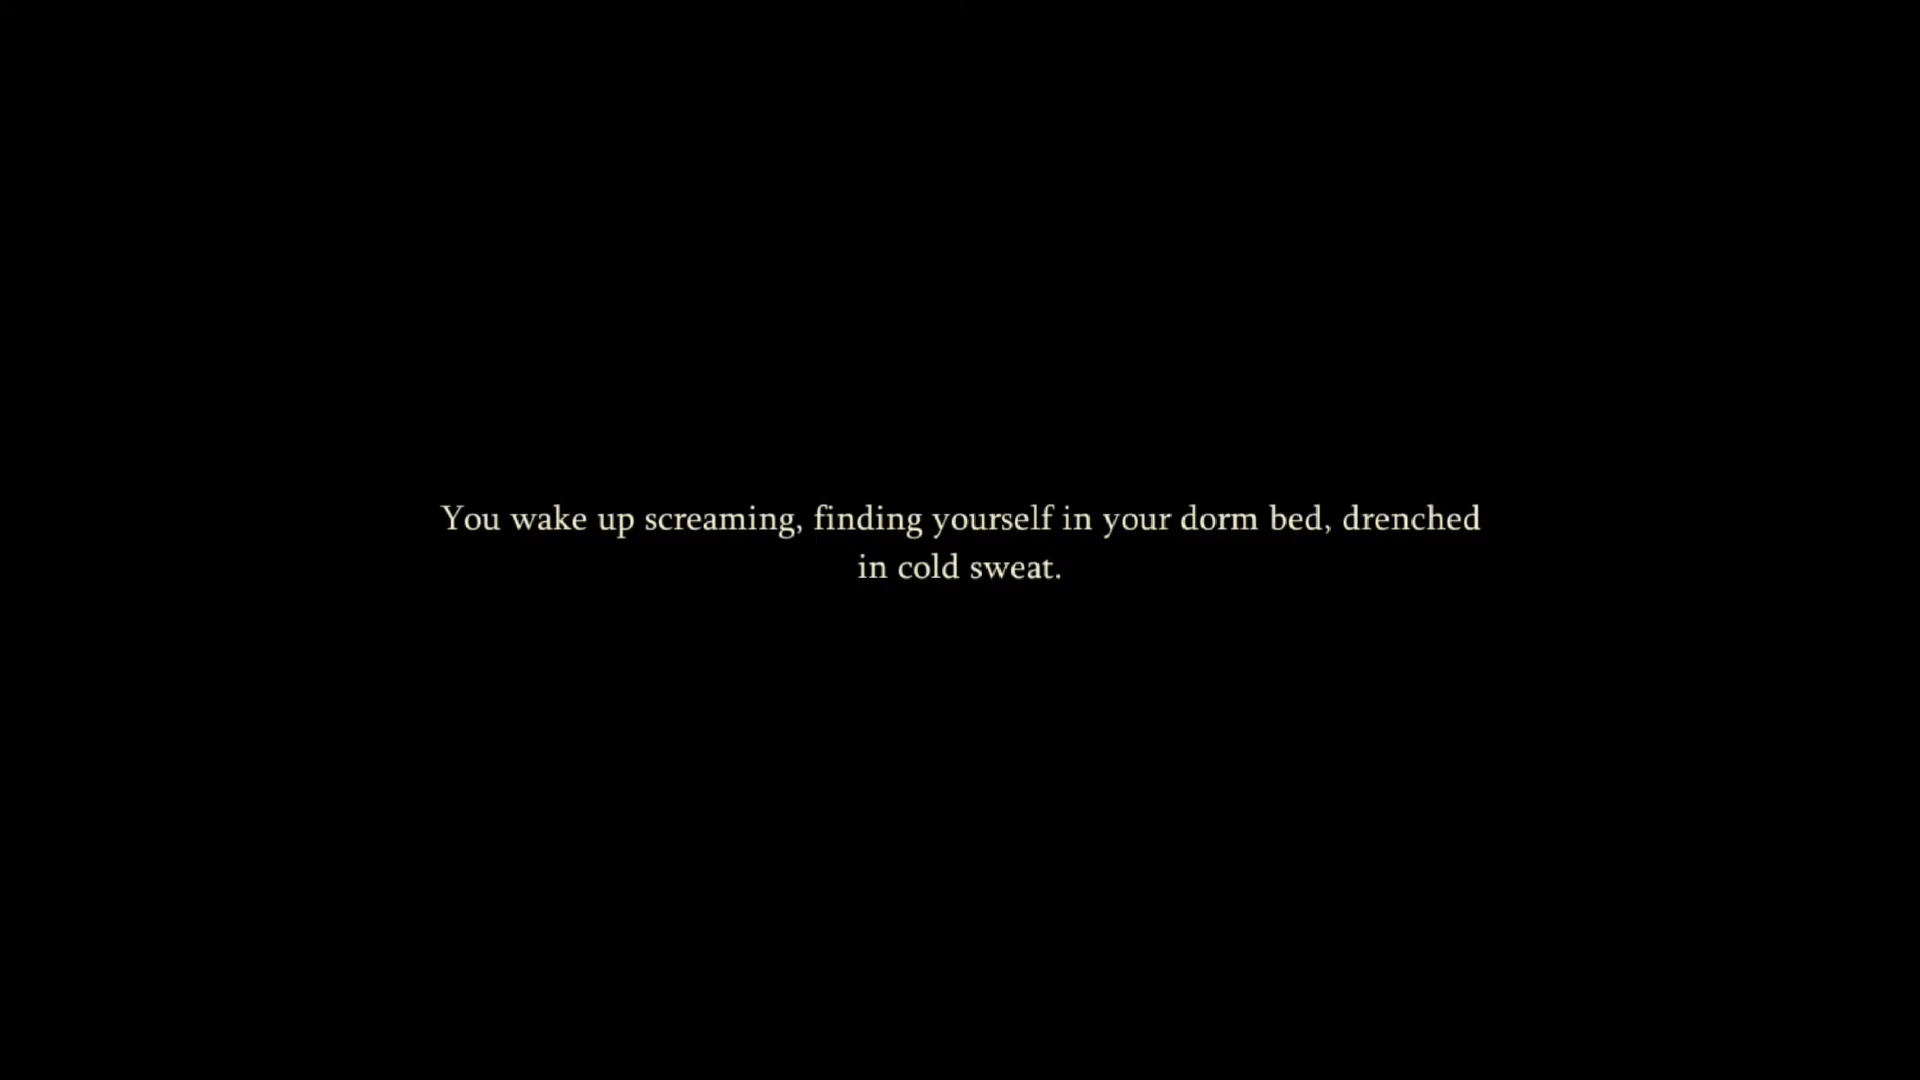 You wake up screaming, finding yourself in your dorm bed, drenched
in cold sweat.